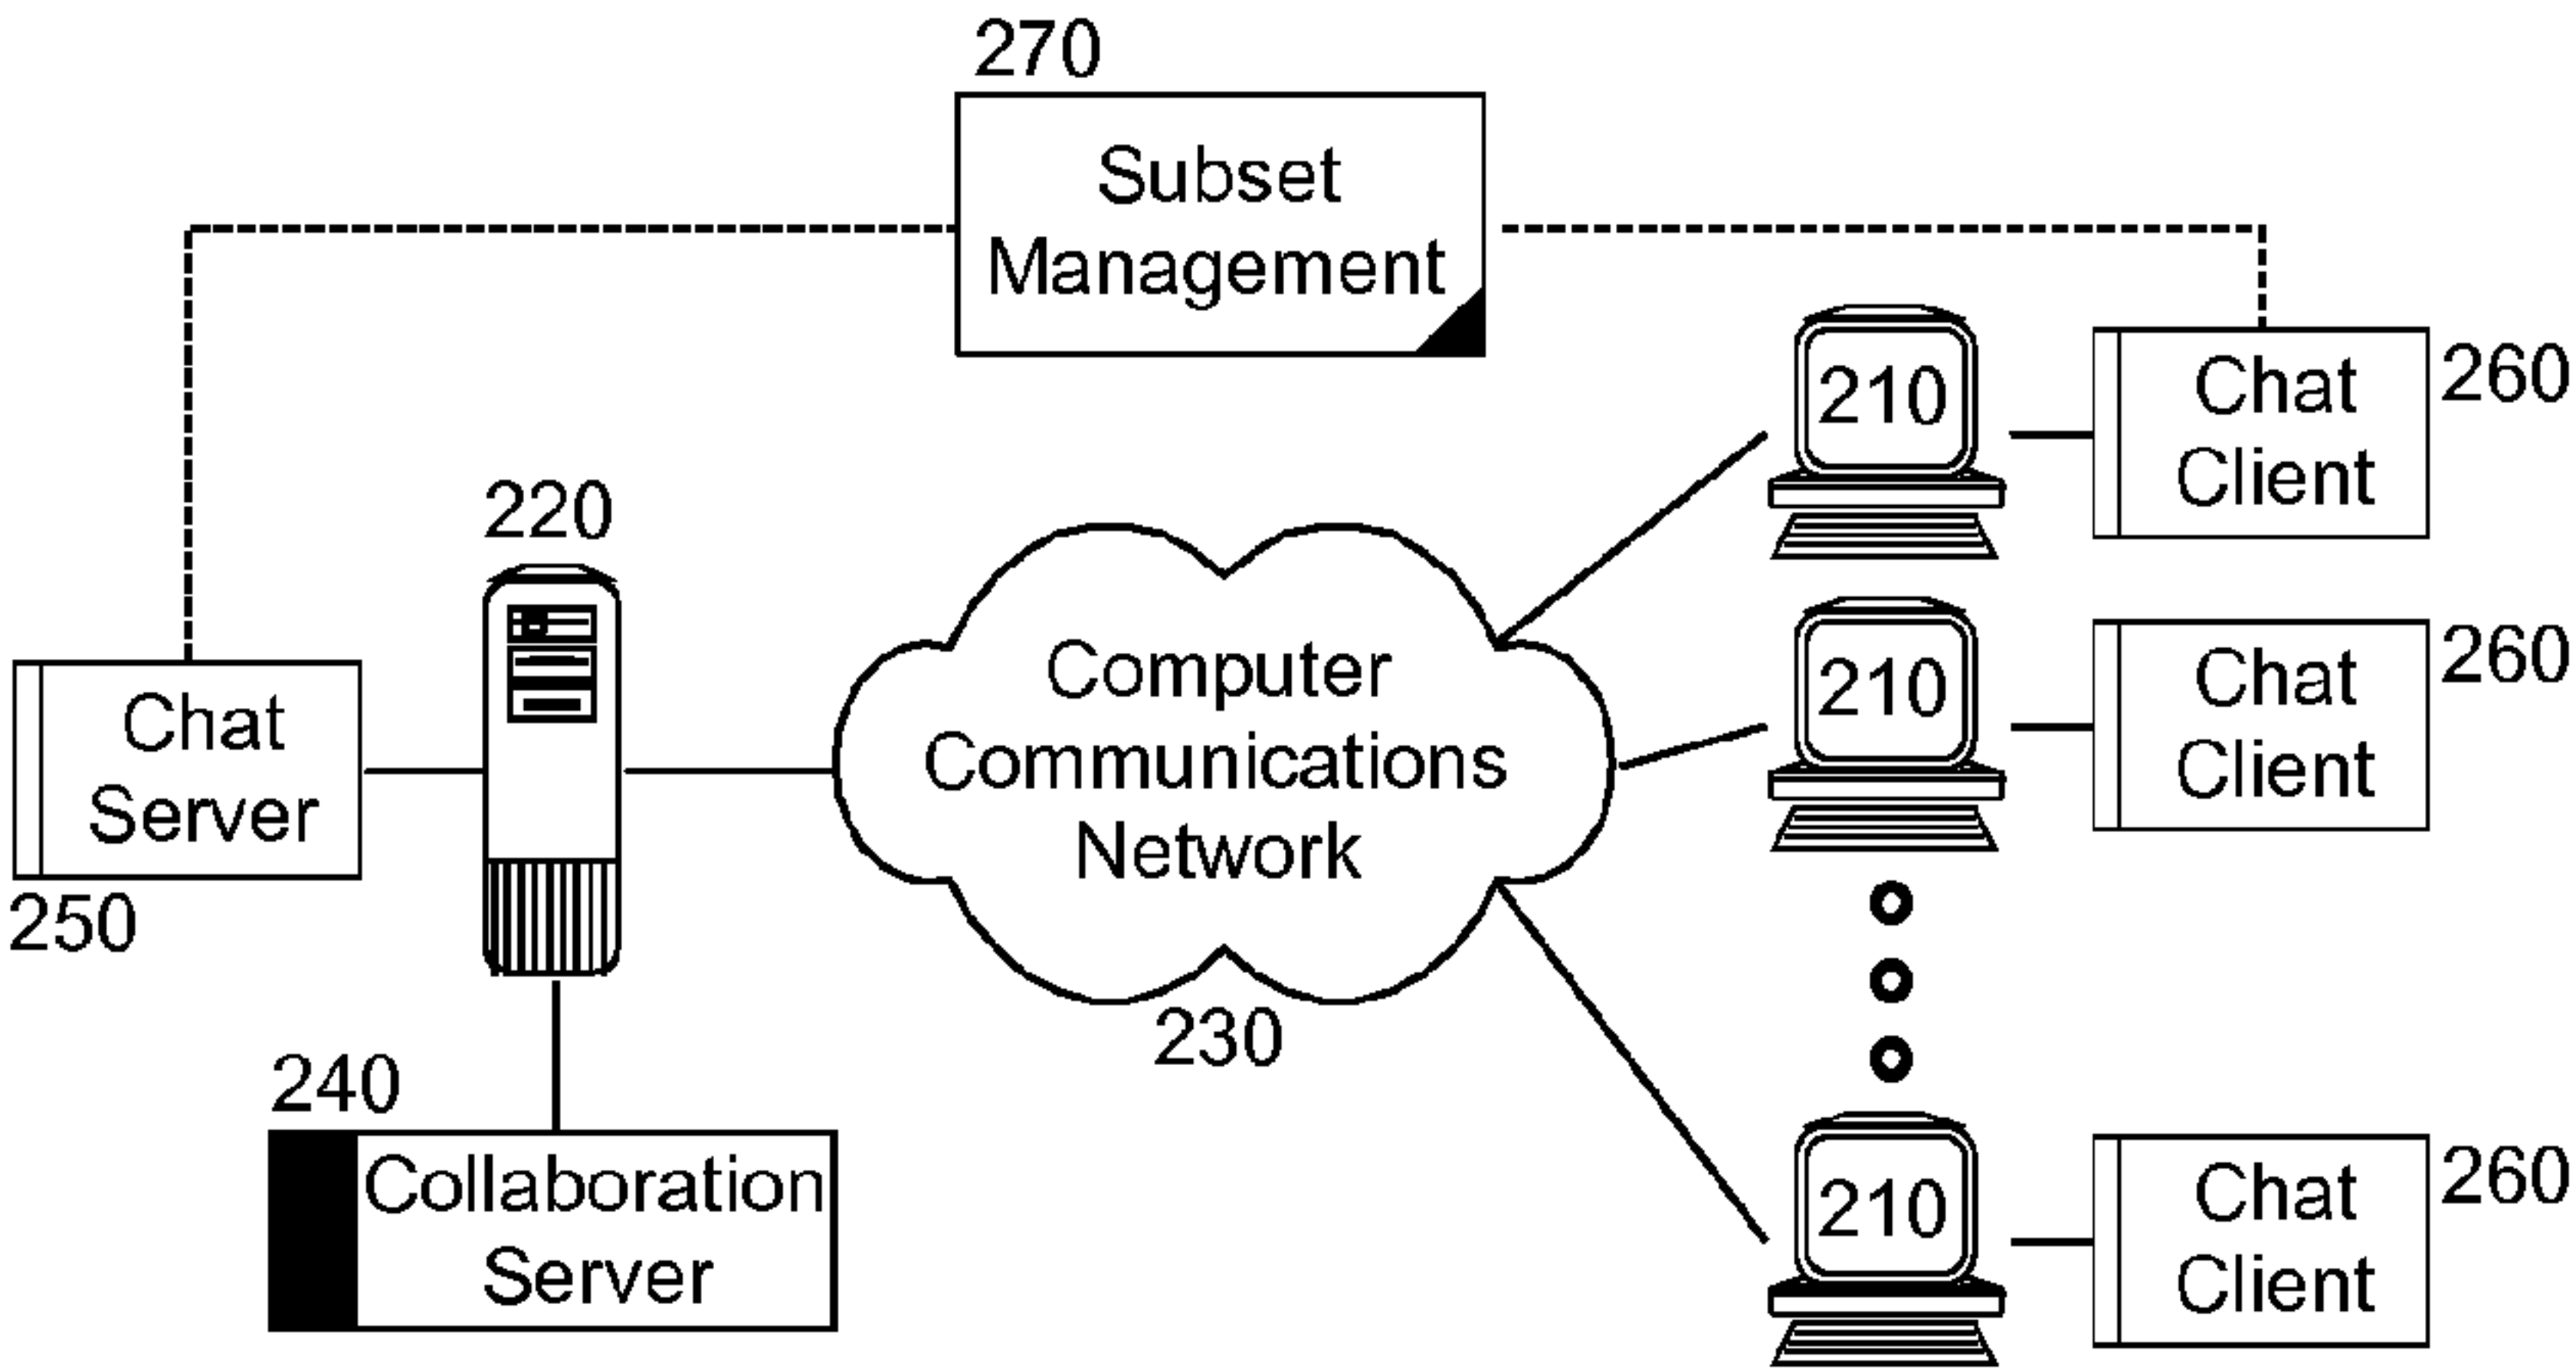 270
Subset
Management
210
Chat
Client
260
220
210
Chat
Client
260
Computer
Communications
Network
230
Chat
Server
250
240
Collaboration
Server
210
Chat
Client
260